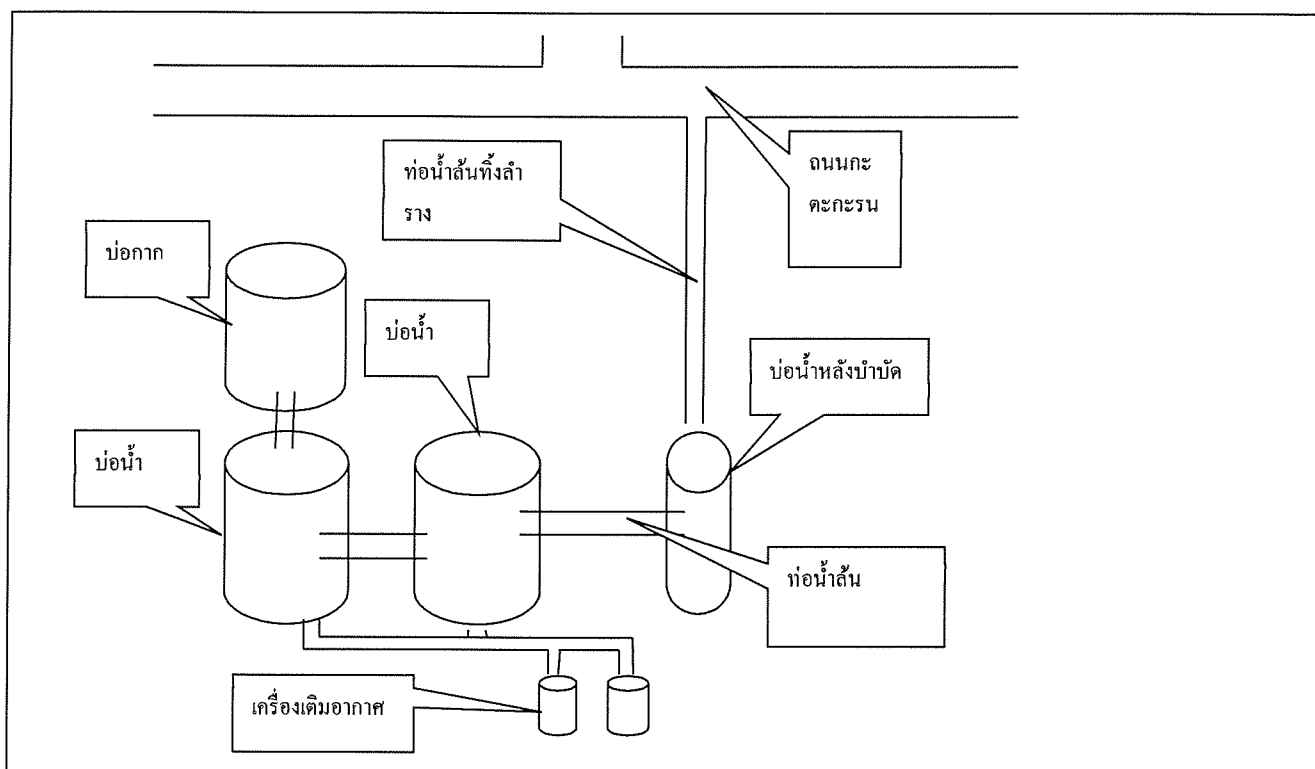 ถนนกะ
ตะกะรน
ท่อน้ำล้นทิ้งลำ
ราง
บ่อกาก
บ่อน้ำ
บ่อน้ำหลังบำบัด
บ่อน้ำ
ท่อน้ำล้น
เครื่องเติมอากาศ